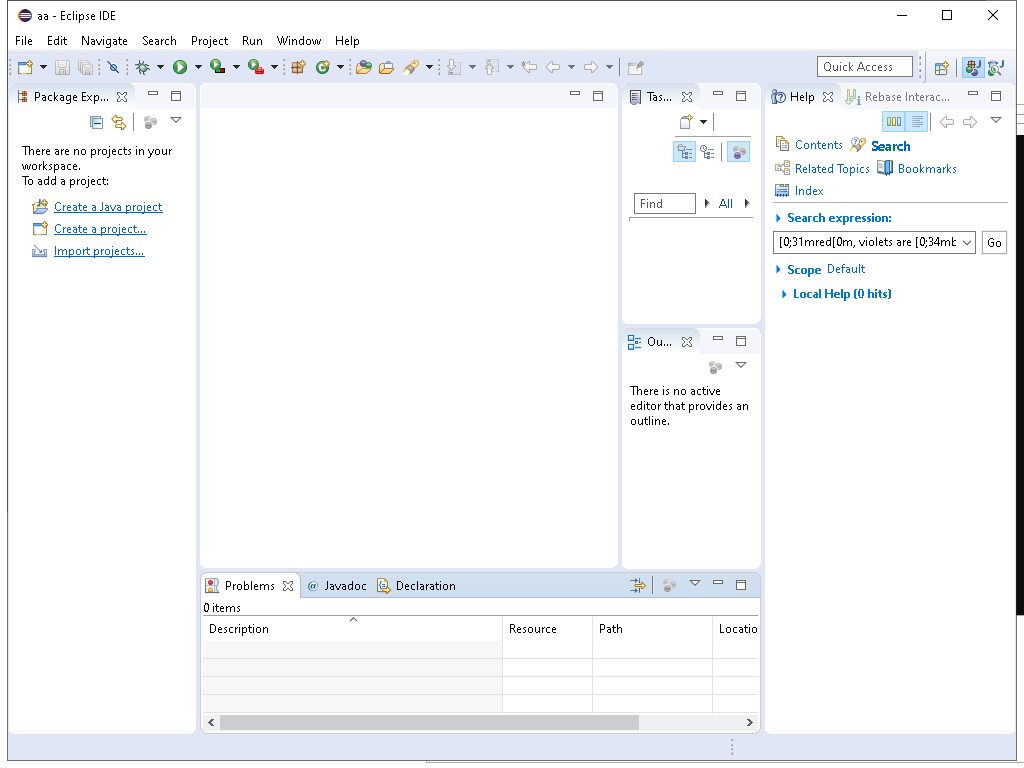 aa - Eclipse IDE
File Edit Navigate Search Project Run Window Help
Quick Access
Package Exp...
There are no projects in your
workspace.
To add a project:
Create a Java project
Create a project...
Import projects...
Tas...
Find
All
Ou...
There is no active
editor that provides an
outline.
Help
Rebase Interac...
Contents
Search
Related Topics
Bookmarks
Index
Search expression:
[0;31mred[0m, violets are [0;34mb
Go
Scope Default
Local Help (0 hits)
Problems
@ Javadoc
Declaration
0 items
Description Resource Path Locatio